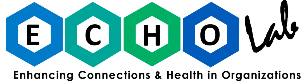 ECHO Lab
Enhancing Connections & Health in Organizations